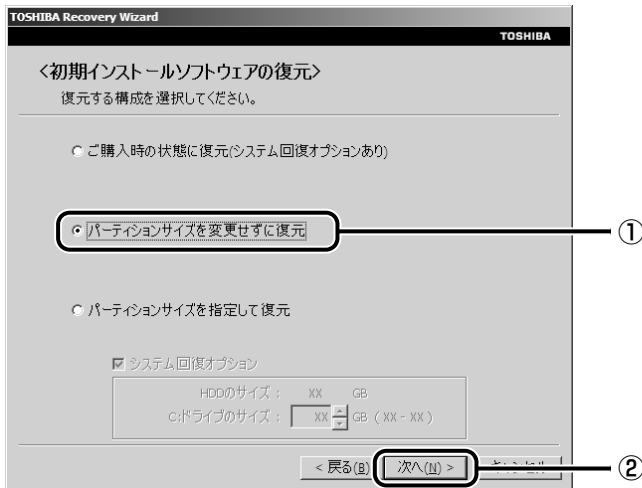 TOSHIBA Recovery Wizard
TOSHIBA
<初期インストールソフトウェアの復元>
復元する構成を選択してください。
ご購入時の状態に復元(システム回復オプションあり)
パーティションサイズを変更せずに復元
①
パーティションサイズを指定して復元
システム回復オプション
HDDのサイズ： XX GB
C:ドライブのサイズ： XX GB ( XX - XX )
< 戻る(B) 次へ(N) > キャンセル
②